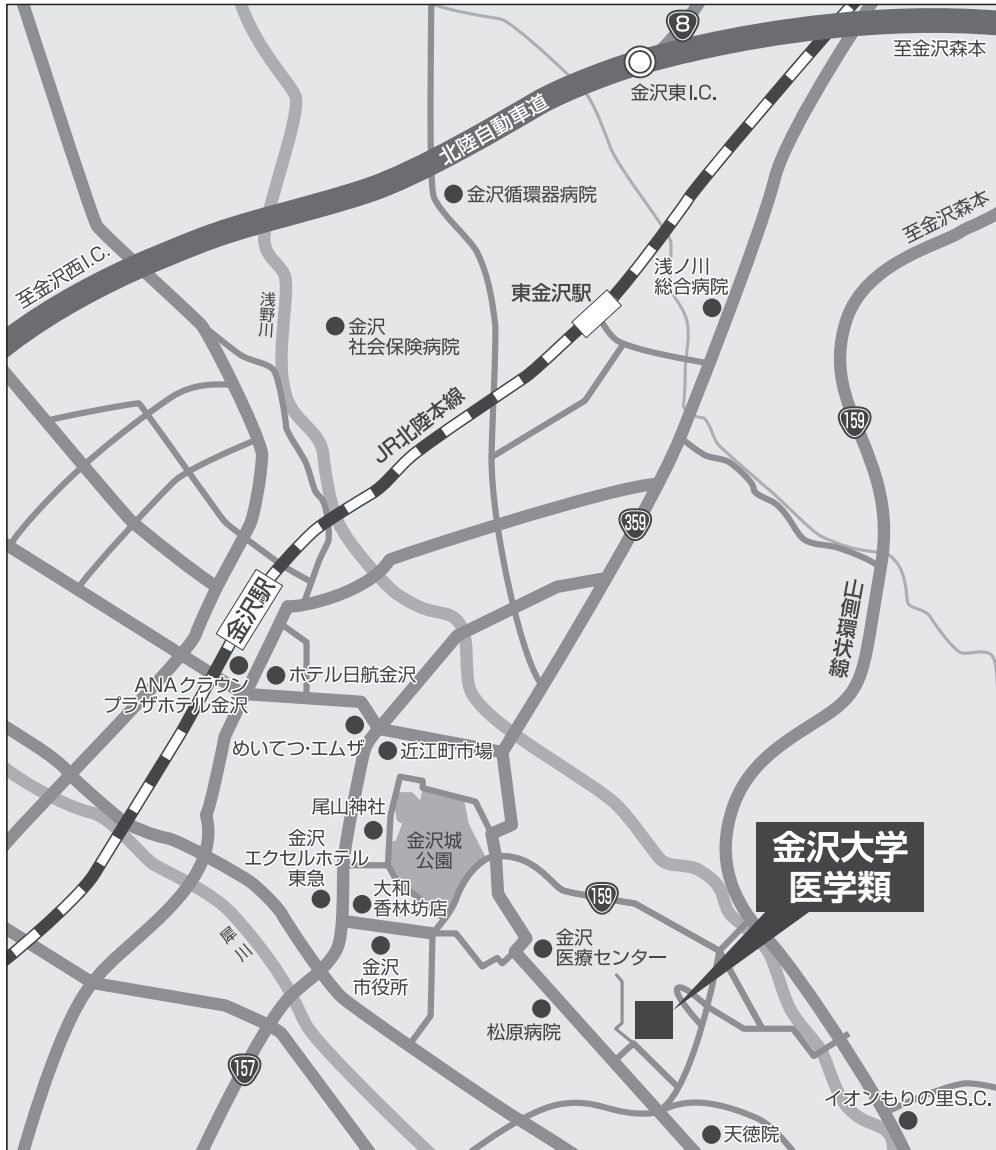 8
至金沢森本
金沢東I.C.
北陸自動車道
金沢循環器病院
至金沢森本
至金沢西I.C.
浅ノ川
総合病院
東金沢駅
浅野川
金沢
社会保険病院
JR北陸本線
159
359
金沢駅
山側環状線
ホテル日航金沢
ANAクラウン
プラザホテル金沢
めいてつ・エムザ
近江町市場
尾山神社
金沢
エクセルホテル
東急
金沢城
公園
金沢大学
医学類
大和
香林坊店
159
犀川
金沢
市役所
金沢
医療センター
松原病院
157
イオンもりの里S.C.
天徳院